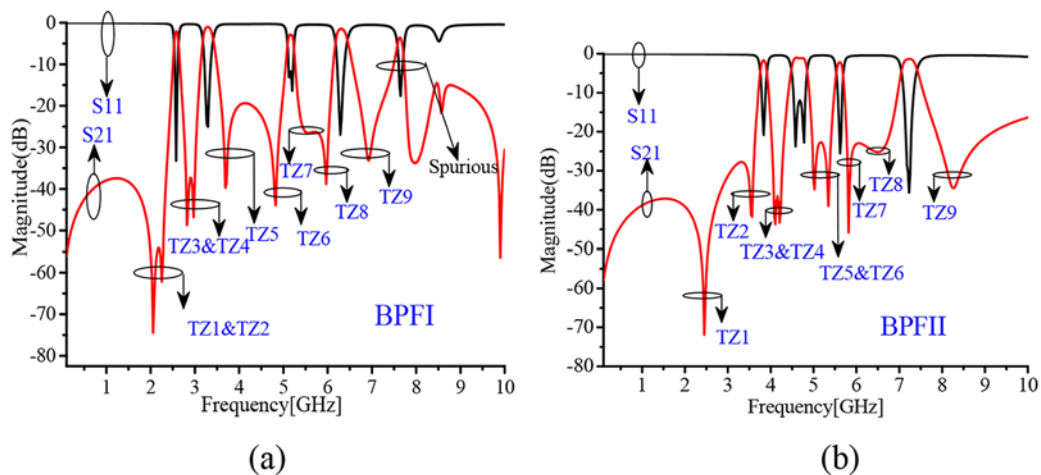 0
-10
-20
-30
-40
-50
-60
-70
-80
Magnitude(dB)
S11
S21
TZ7
Spurious
TZ8
TZ9
TZ3&TZ4
TZ5
TZ6
TZ1&TZ2
BPFI
1 2 3 4 5 6 7 8 9 10
Frequency[GHz]
(a)
0
-10
-20
-30
-40
-50
-60
-70
-80
Magnitude(dB)
S11
S21
TZ8
TZ7
TZ9
TZ2
TZ3&TZ4
TZ5&TZ6
TZ1
BPFII
1 2 3 4 5 6 7 8 9 10
Frequency[GHz]
(b)